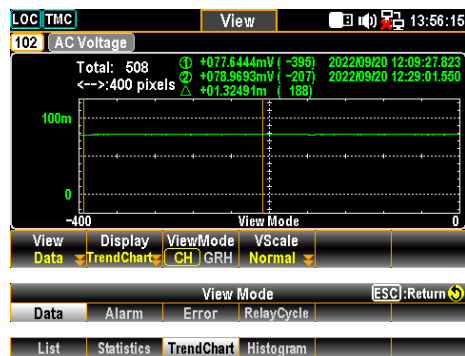 LOC TMC View 13:56:15
102 AC Voltage
Total: 508 ① +077.6444mV ( -395) 2022/09/20 12:09:27.823
<-->:400 pixels ② +078.9693mV ( -207) 2022/09/20 12:29:01.550
△ +01.32491m ( 188)
100m
0
-400 View Mode 0
View Display ViewMode VScale
Data TrendChart CH GRH Normal
View Mode ESC :Return
Data Alarm Error RelayCycle
List Statistics TrendChart Histogram